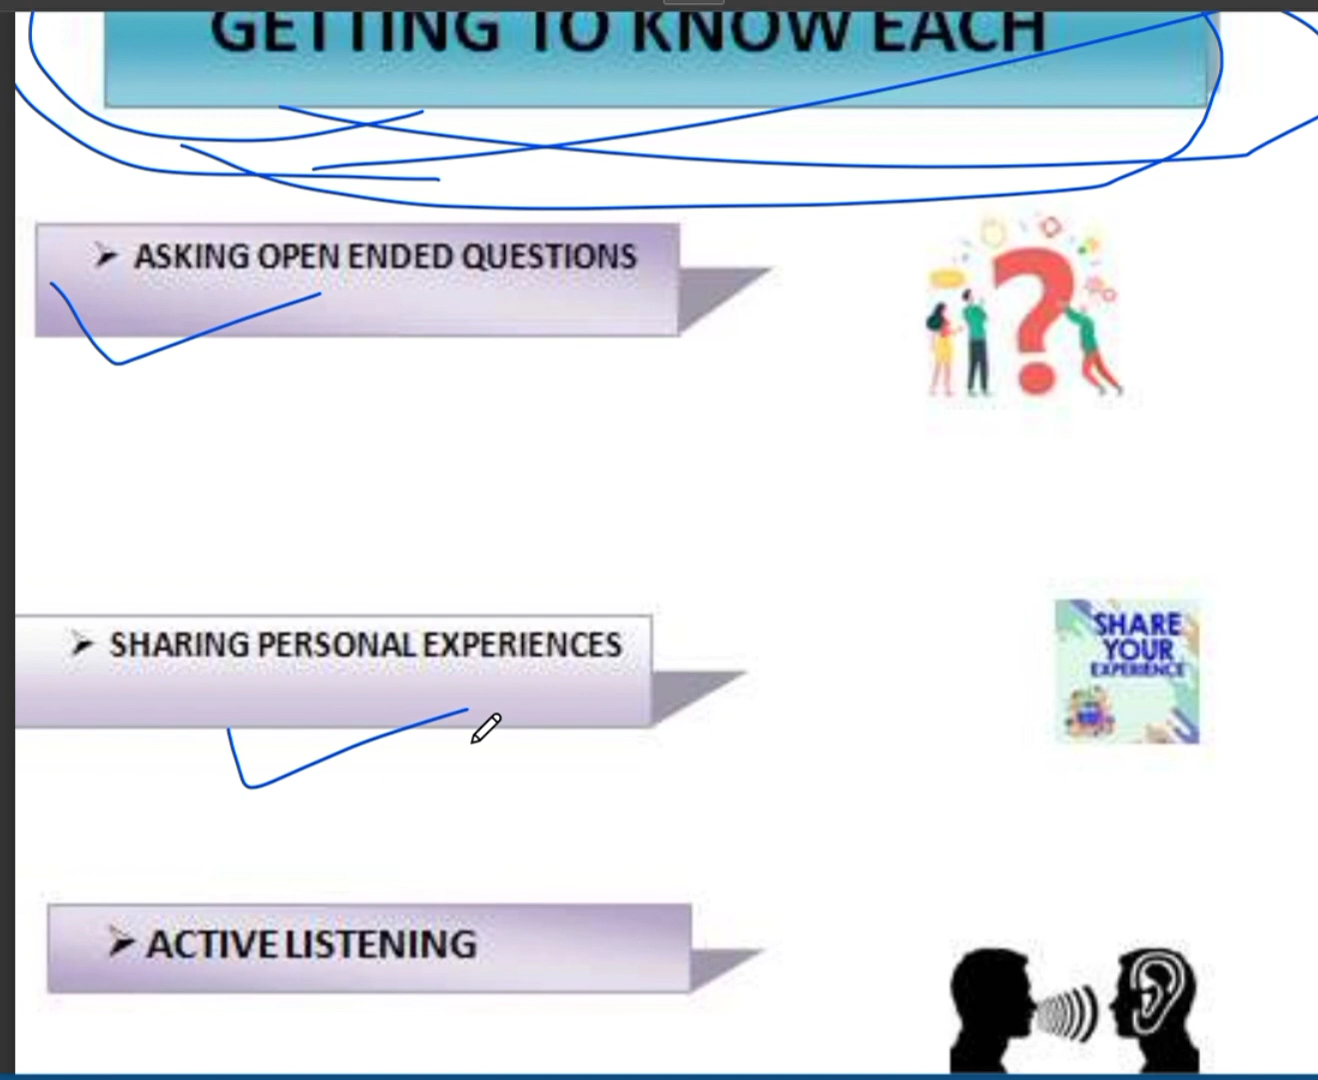 GETTING TO KNOW EACH
➢ ASKING OPEN ENDED QUESTIONS
➢ SHARING PERSONAL EXPERIENCES
SHARE
YOUR
EXPERIENCE
➢ ACTIVE LISTENING